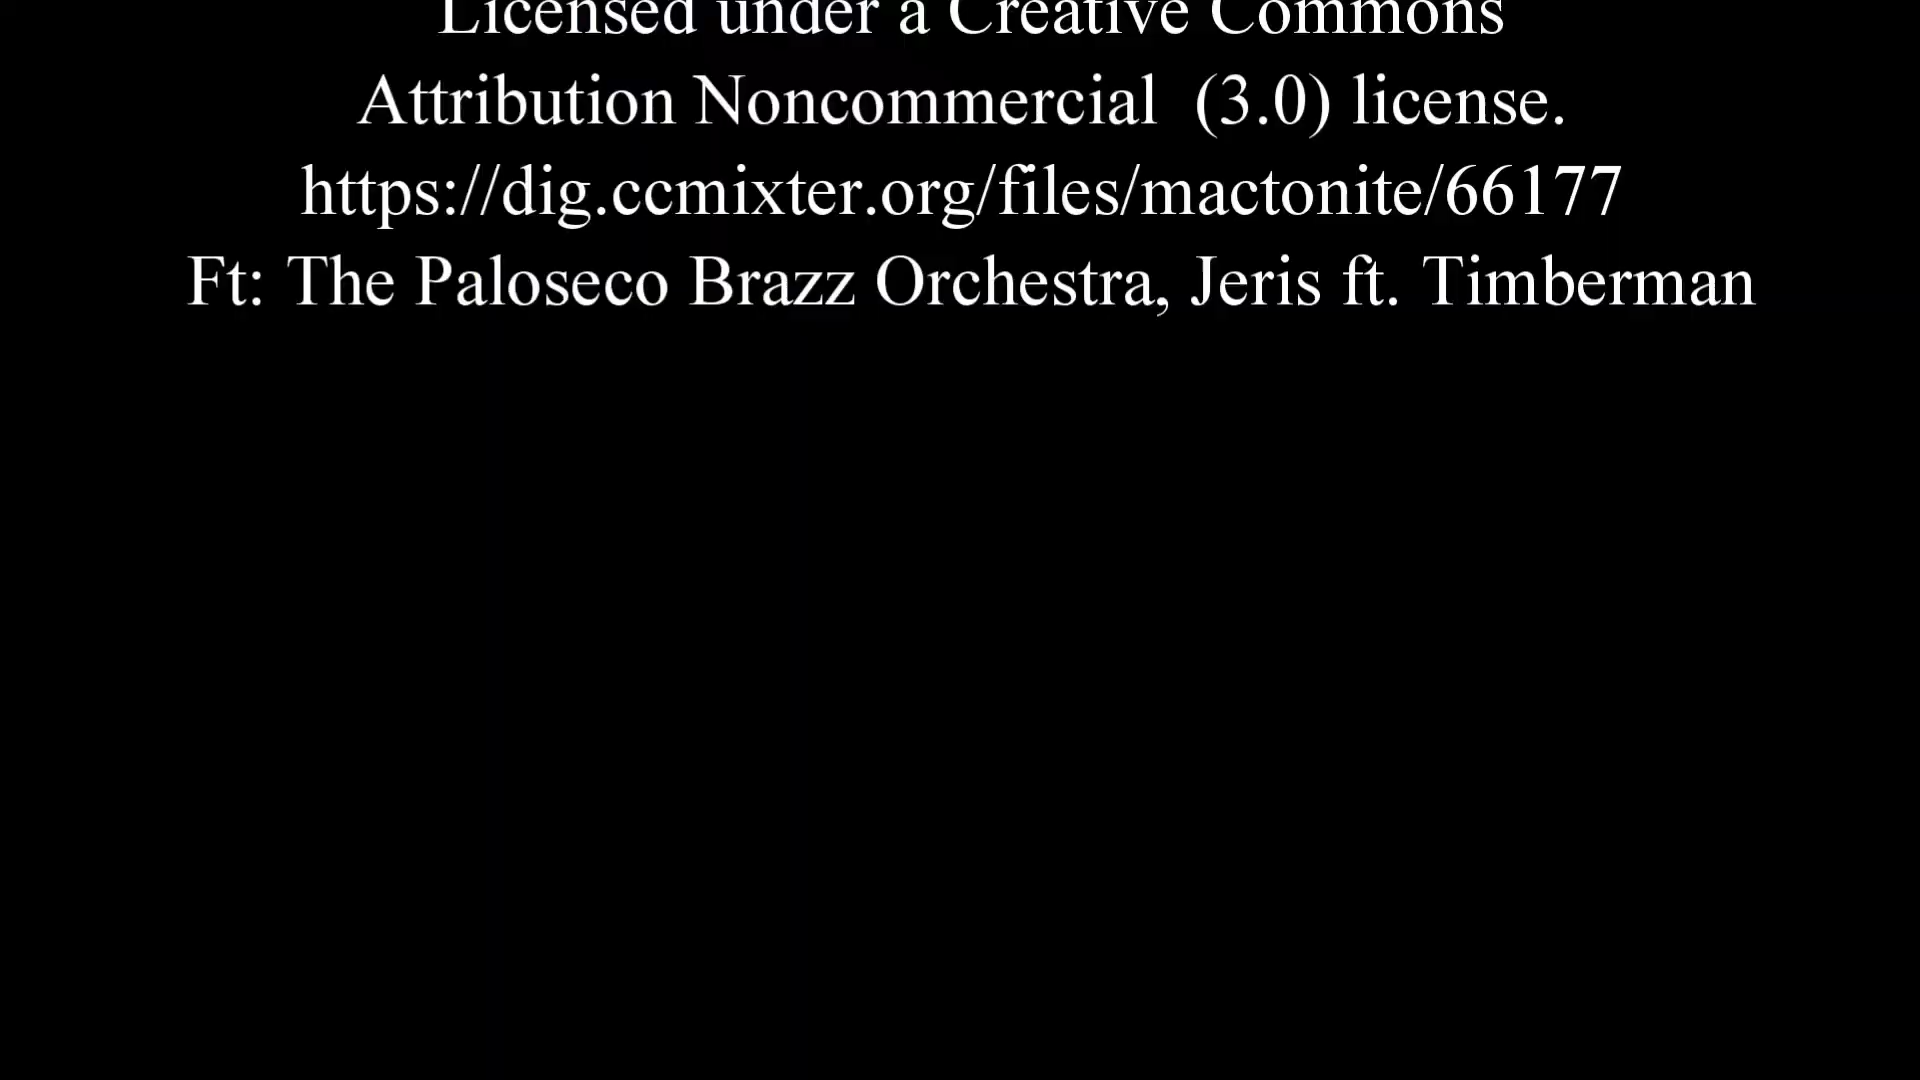 Licensed under a Creative Commons
Attribution Noncommercial  (3.0) license.
https://dig.ccmixter.org/files/mactonite/66177
Ft: The Paloseco Brazz Orchestra, Jeris ft. Timberman